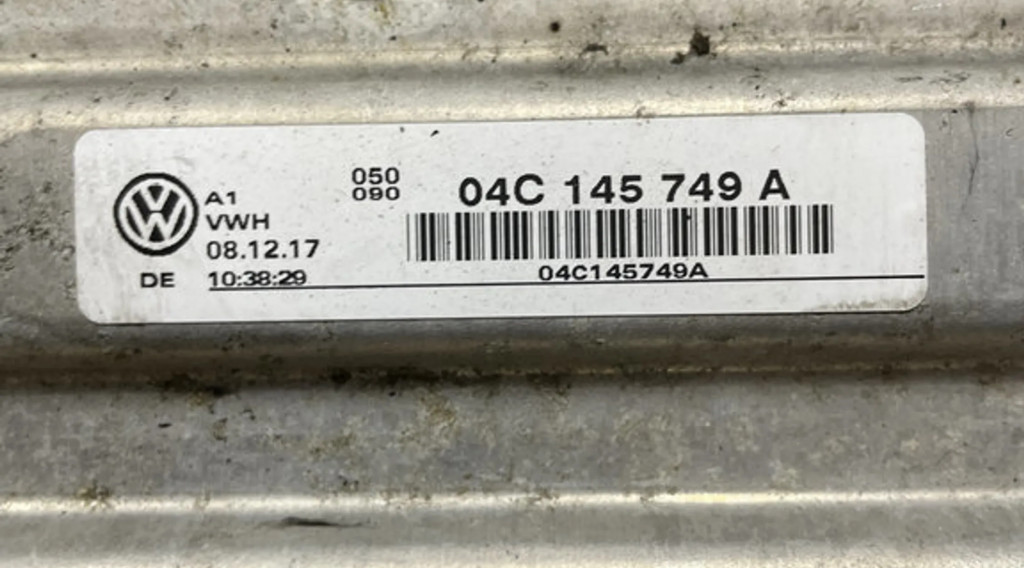 A1
VWH
08.12.17
DE 10:38:29
050
090
04C 145 749 A
04C145749A